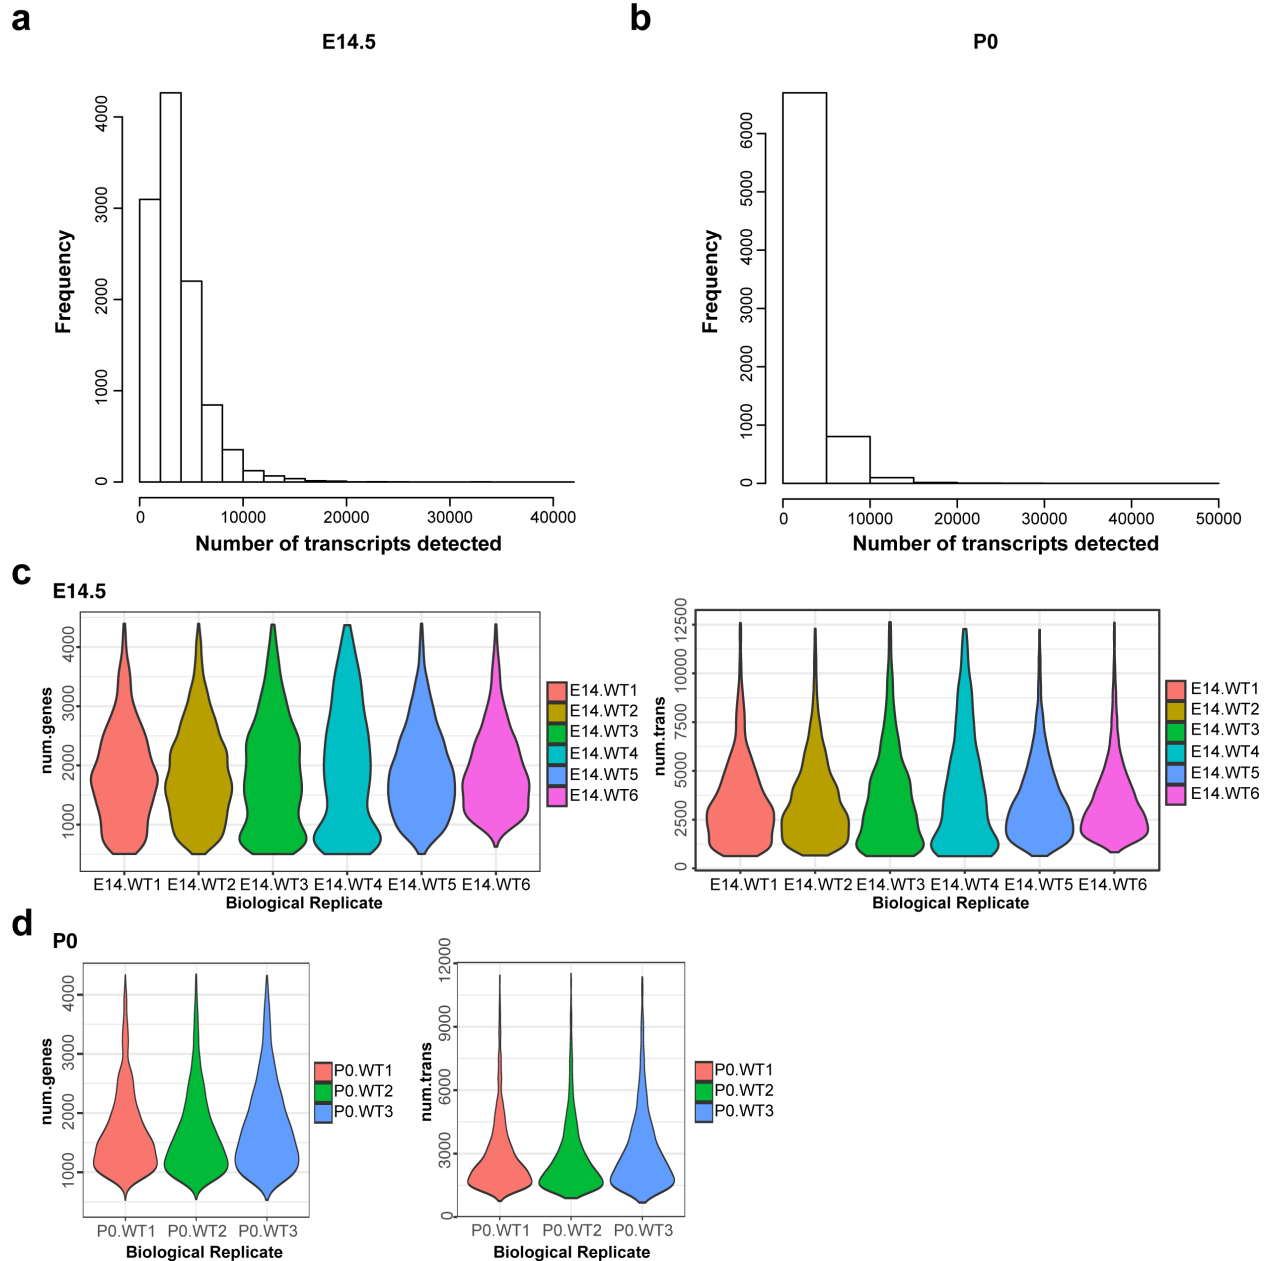 a
E14.5
Frequency
0
1000
2000
3000
4000
0 10000 20000 30000 40000
Number of transcripts detected
b
P0
Frequency
0
1000
2000
3000
4000
5000
6000
0 10000 20000 30000 40000 50000
Number of transcripts detected
c
E14.5
num.genes
4000
3000
2000
1000
E14.WT1 E14.WT2 E14.WT3 E14.WT4 E14.WT5 E14.WT6
Biological Replicate
E14.WT1
E14.WT2
E14.WT3
E14.WT4
E14.WT5
E14.WT6
num.trans
12500
10000
7500
5000
2500
0
E14.WT1 E14.WT2 E14.WT3 E14.WT4 E14.WT5 E14.WT6
Biological Replicate
E14.WT1
E14.WT2
E14.WT3
E14.WT4
E14.WT5
E14.WT6
d
P0
num.genes
4000
3000
2000
1000
P0.WT1 P0.WT2 P0.WT3
Biological Replicate
P0.WT1
P0.WT2
P0.WT3
num.trans
12000
9000
6000
3000
0
P0.WT1 P0.WT2 P0.WT3
Biological Replicate
P0.WT1
P0.WT2
P0.WT3